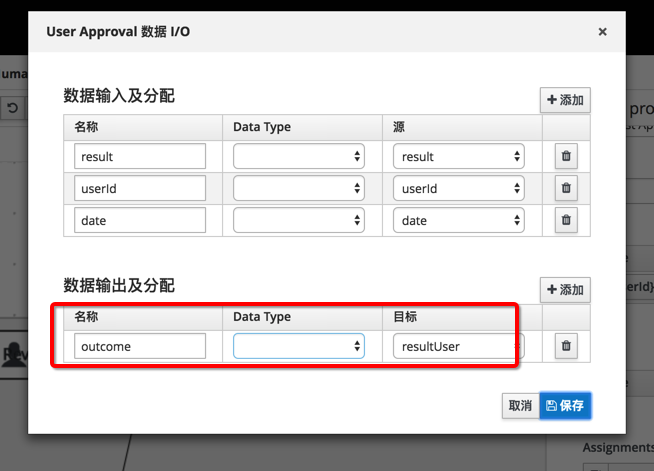 User Approval 数据 I/O
×
uma
数据输入及分配
添加
pro
名称 Data Type 源
result result
userId userId
date date
数据输出及分配
添加
erId}
名称 Data Type 目标
outcome resultUser
取消 保存
Assignments